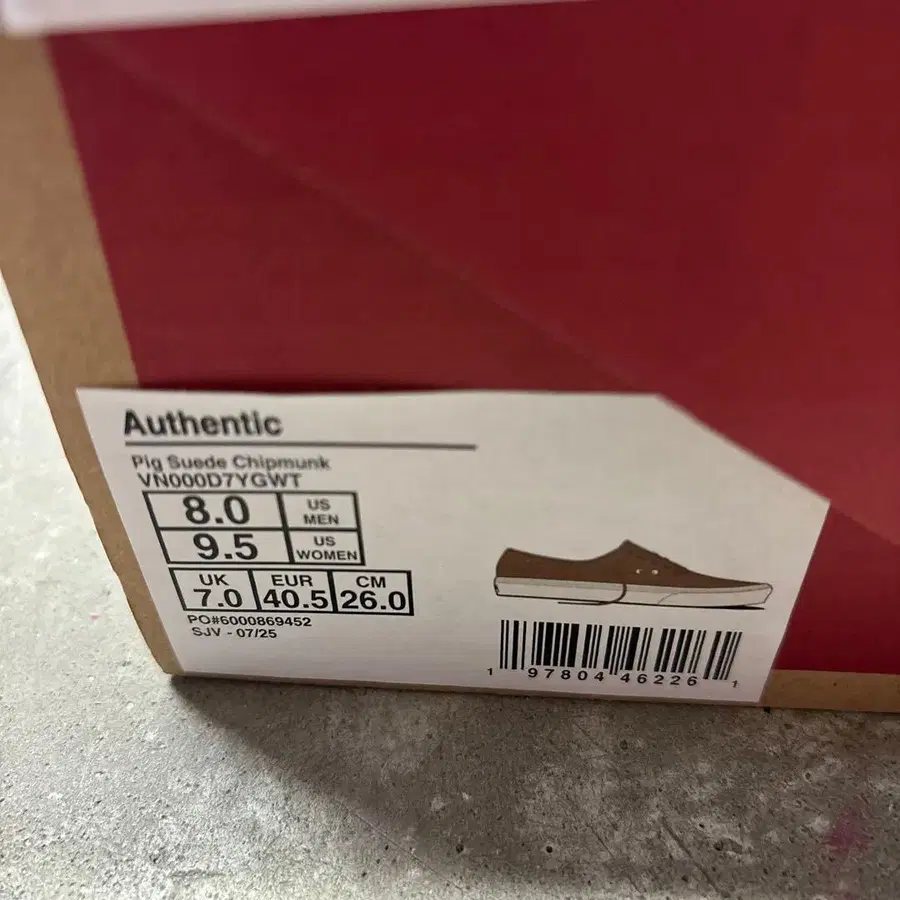 Authentic
Pig Suede Chipmunk
VN000D7YGWT
8.0 US MEN
9.5 US WOMEN
UK EUR CM
7.0 40.5 26.0
PO#6000869452
SJV - 07/25
1 97804 46226 1